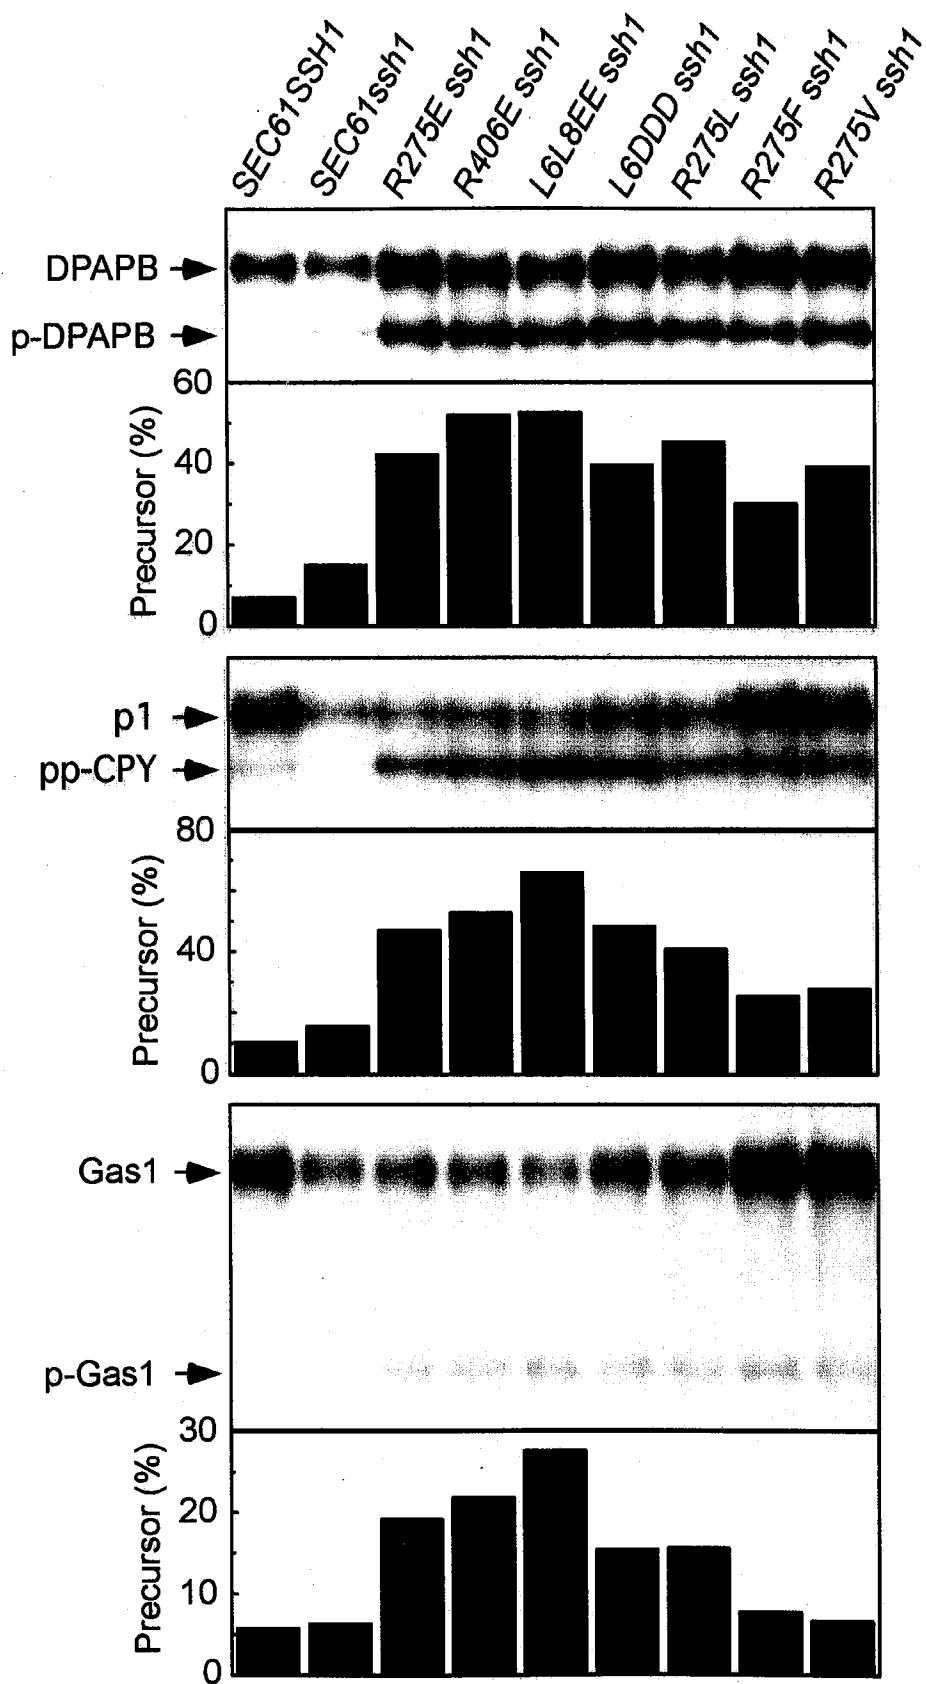 SEC61SSH1
SEC61ssh1
R275E ssh1
R406E ssh1
L6L8EE ssh1
L6DDD ssh1
R275L ssh1
R275F ssh1
R275V ssh1
DPAPB
p-DPAPB
60
40
20
0
Precursor (%)
p1
pp-CPY
80
40
0
Precursor (%)
Gas1
p-Gas1
30
20
10
0
Precursor (%)